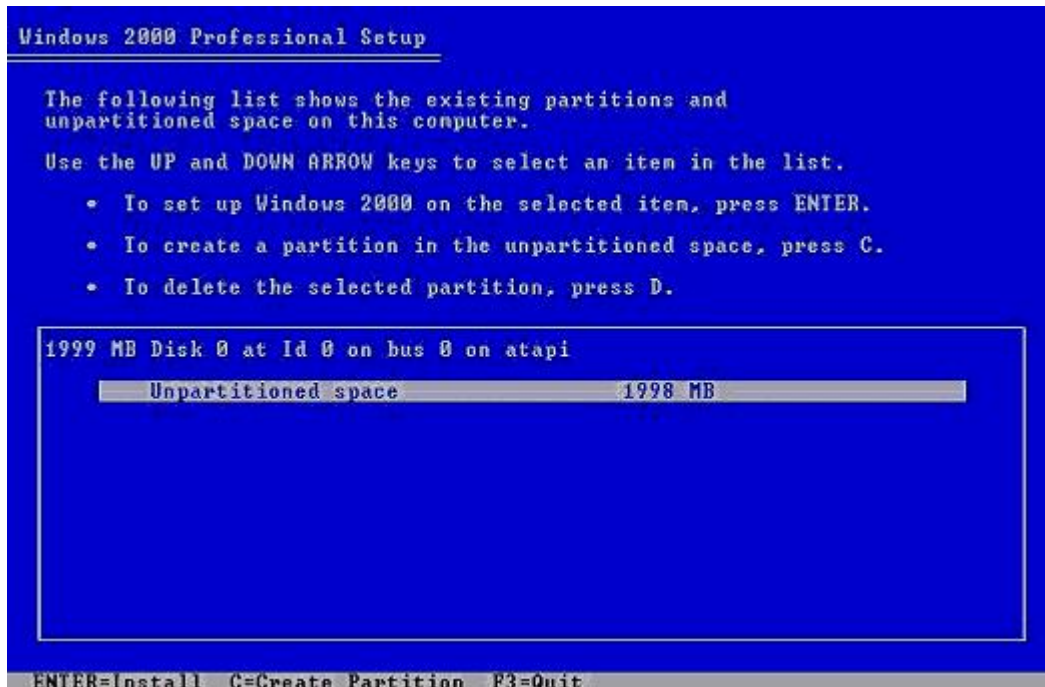 Windows 2000 Professional Setup
The following list shows the existing partitions and
unpartitioned space on this computer.
Use the UP and DOWN ARROW keys to select an item in the list.
• To set up Windows 2000 on the selected item, press ENTER.
• To create a partition in the unpartitioned space, press C.
• To delete the selected partition, press D.
1999 MB Disk 0 at Id 0 on bus 0 on atapi
Unpartitioned space 1998 MB
ENTER=Install C=Create Partition F3=Quit